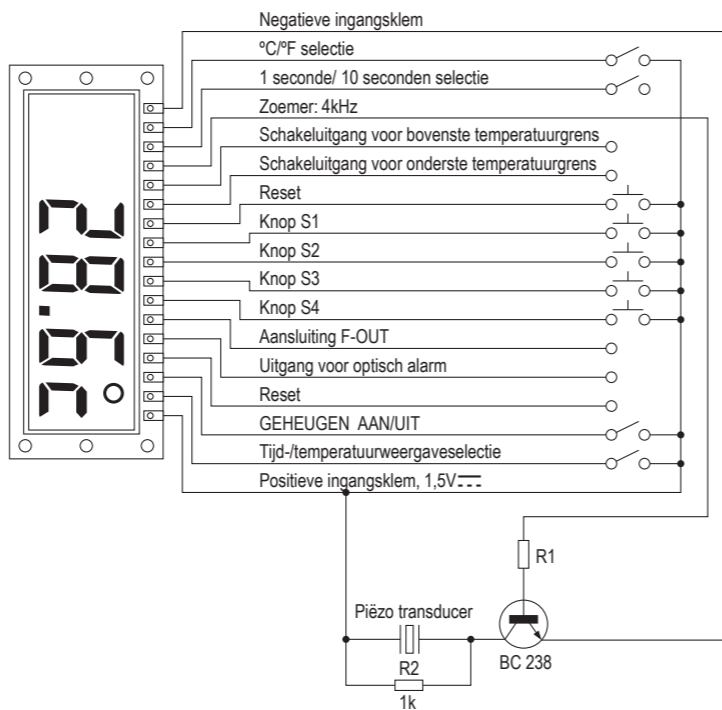 Negatieve ingangsklem
ºC/ºF selectie
1 seconde/ 10 seconden selectie
Zoemer: 4kHz
Schakeluitgang voor bovenste temperatuurgrens
Schakeluitgang voor onderste temperatuurgrens
Reset
Knop S1
Knop S2
Knop S3
Knop S4
Aansluiting F-OUT
Uitgang voor optisch alarm
Reset
GEHEUGEN AAN/UIT
Tijd-/temperatuurweergaveselectie
Positieve ingangsklem, 1,5V⎓
28.6°C
R1
Piëzo transducer
BC 238
R2
1k